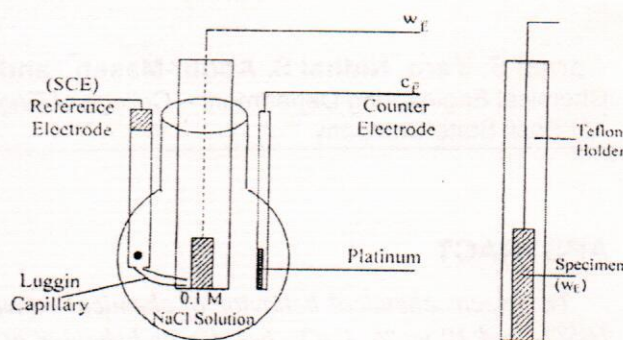 W_E
(SCE)
Reference
Electrode
C_E
Counter
Electrode
Teflon
Holder
Luggin
Capillary
Platinum
0.1 M
NaCl Solution
Specimen
(W_E)